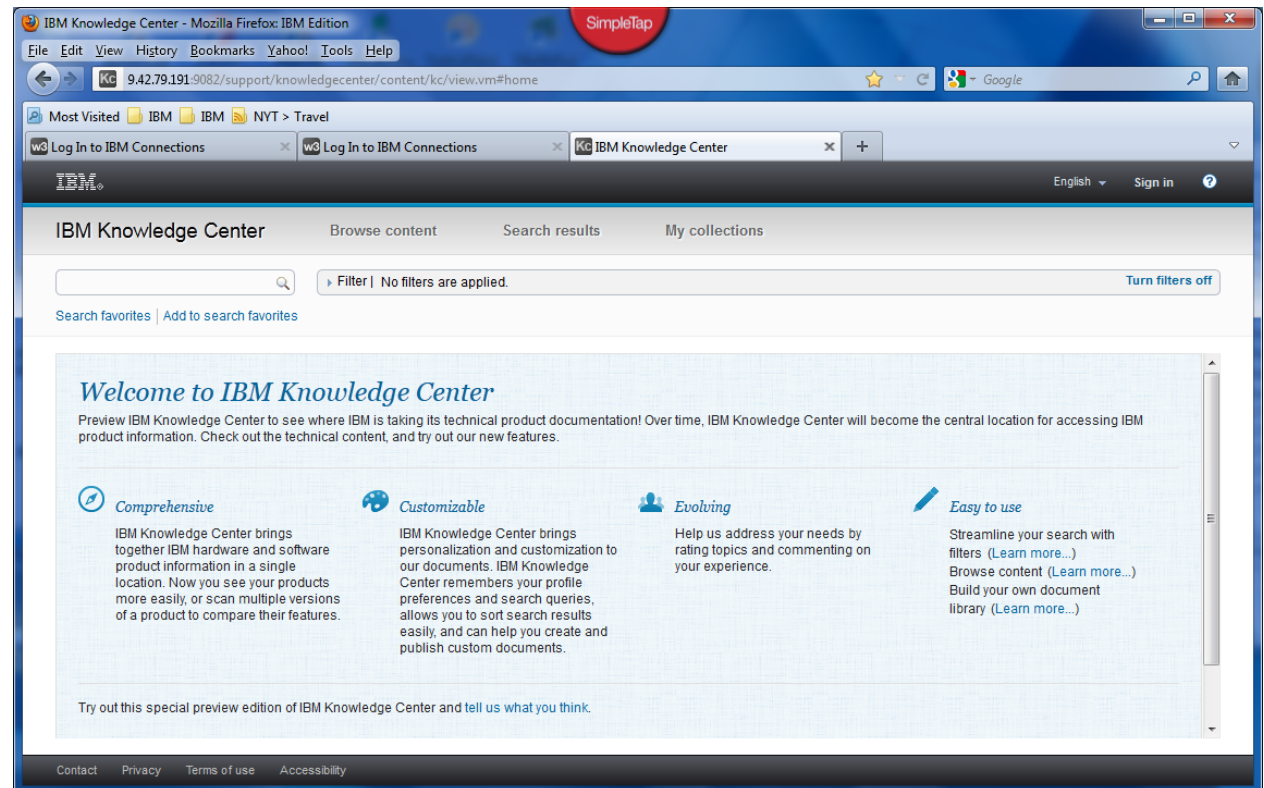 IBM Knowledge Center - Mozilla Firefox: IBM Edition
SimpleTap
File Edit View History Bookmarks Yahoo! Tools Help
Kc 9.42.79.191:9082/support/knowledgecenter/content/kc/view.vm#home
Google
Most Visited IBM IBM NYT > Travel
w3 Log In to IBM Connections w3 Log In to IBM Connections Kc IBM Knowledge Center
IBM® English Sign in ?
IBM Knowledge Center Browse content Search results My collections
Filter | No filters are applied. Turn filters off
Search favorites | Add to search favorites
Welcome to IBM Knowledge Center
Preview IBM Knowledge Center to see where IBM is taking its technical product documentation! Over time, IBM Knowledge Center will become the central location for accessing IBM
product information. Check out the technical content, and try out our new features.
Comprehensive
IBM Knowledge Center brings
together IBM hardware and software
product information in a single
location. Now you see your products
more easily, or scan multiple versions
of a product to compare their features.
Customizable
IBM Knowledge Center brings
personalization and customization to
our documents. IBM Knowledge
Center remembers your profile
preferences and search queries,
allows you to sort search results
easily, and can help you create and
publish custom documents.
Evolving
Help us address your needs by
rating topics and commenting on
your experience.
Easy to use
Streamline your search with
filters (Learn more...)
Browse content (Learn more...)
Build your own document
library (Learn more...)
Try out this special preview edition of IBM Knowledge Center and tell us what you think.
Contact Privacy Terms of use Accessibility